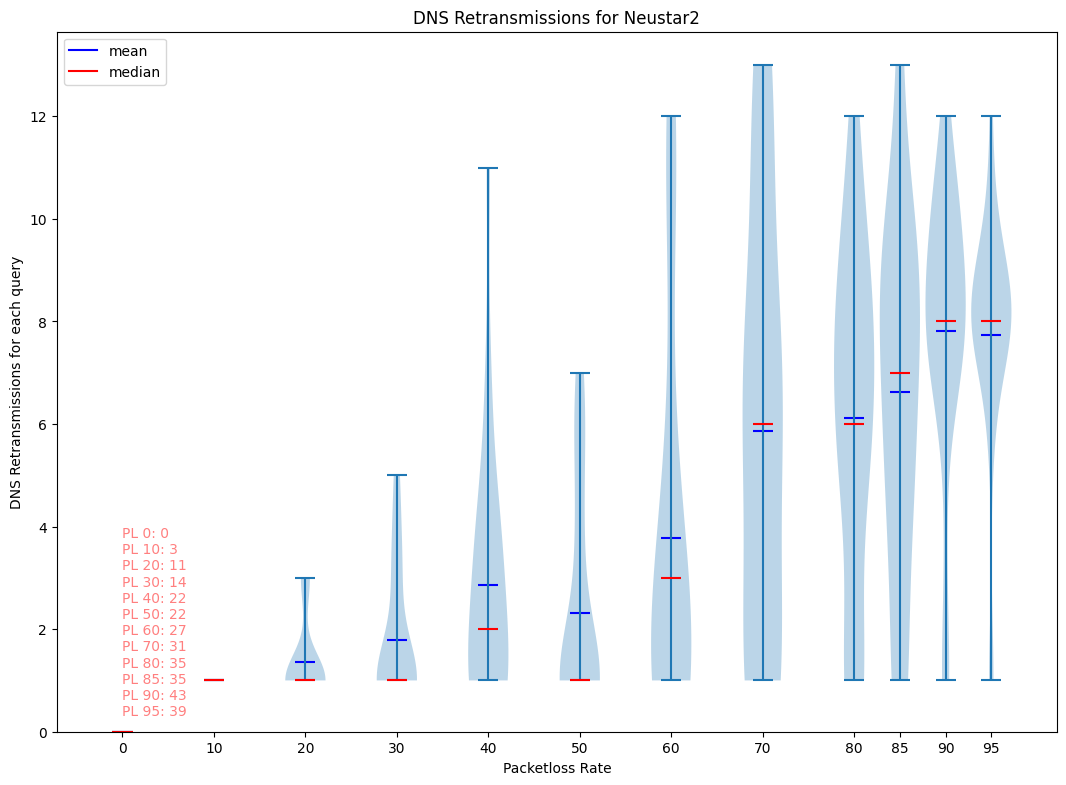 DNS Retransmissions for Neustar2
mean
median
DNS Retransmissions for each query
12
10
8
6
4
2
0
PL 0: 0
PL 10: 3
PL 20: 11
PL 30: 14
PL 40: 22
PL 50: 22
PL 60: 27
PL 70: 31
PL 80: 35
PL 85: 35
PL 90: 43
PL 95: 39
0 10 20 30 40 50 60 70 80 85 90 95
Packetloss Rate